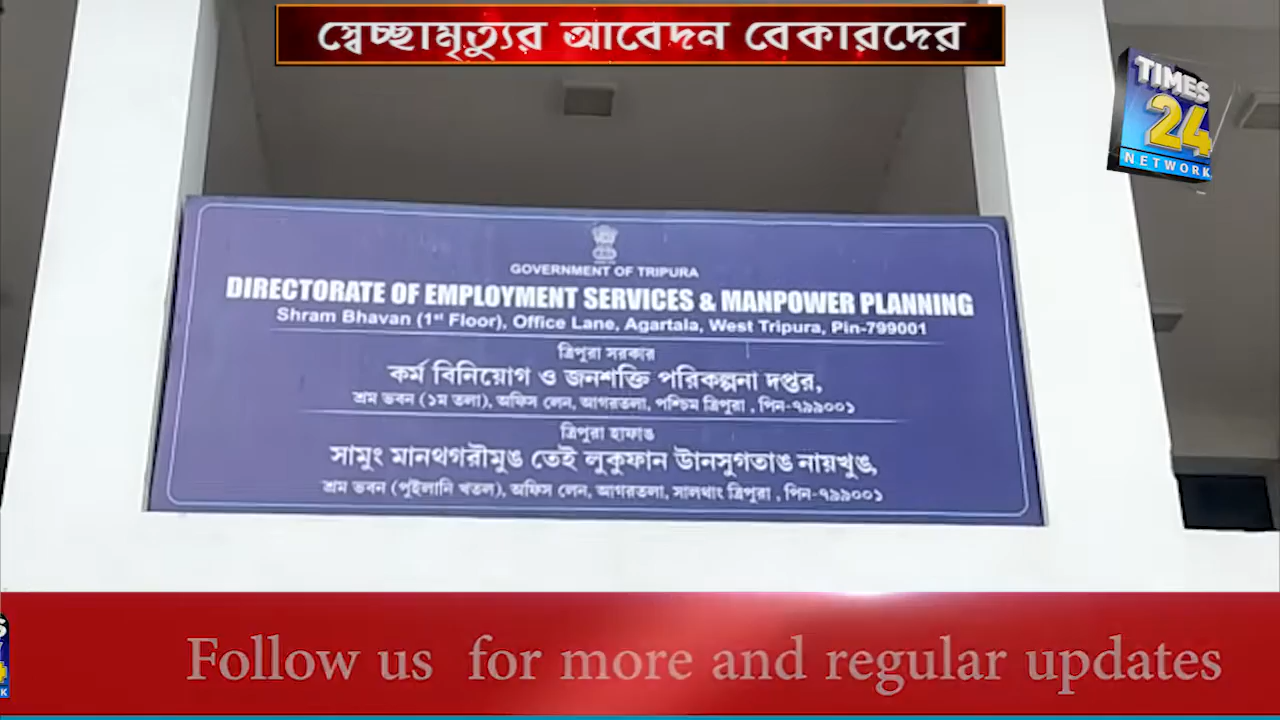 স্বেচ্ছামৃত্যুর আবেদন বেকারদের
TIMES
24
NETWORK
GOVERNMENT OF TRIPURA
DIRECTORATE OF EMPLOYMENT SERVICES & MANPOWER PLANNING
Shram Bhavan (1st Floor), Office Lane, Agartala, West Tripura, Pin-799001
ত্রিপুরা সরকার
কর্ম বিনিয়োগ ও জনশক্তি পরিকল্পনা দপ্তর,
শ্রম ভবন (১ম তলা), অফিস লেন, আগরতলা, পশ্চিম ত্রিপুরা , পিন-৭৯৯০০১
ত্রিপুরা হাফাঙ
সামুং মানথগরীমুঙ তেই লুকুফান উানসুগতাঙ নায়খুঙ,
শ্রম ভবন (পুইলানি খতল), অফিস লেন, আগরতলা, সালথাং ত্রিপুরা , পিন-৭৯৯০০১
Follow us for more and regular updates